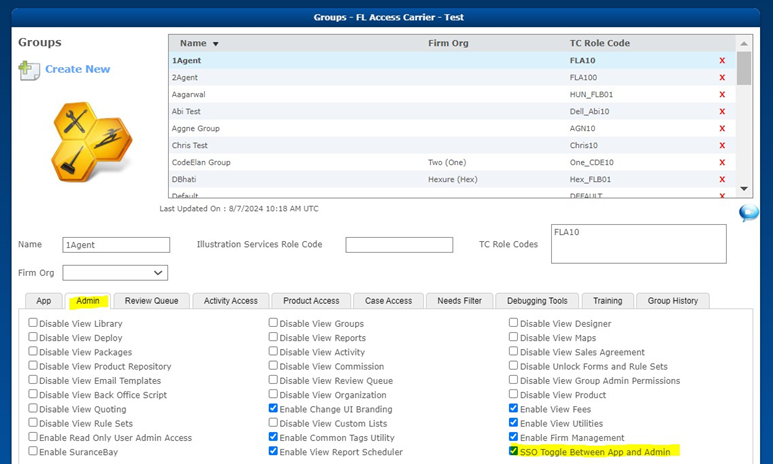 Groups - FL Access Carrier - Test
Groups
Create New
Name ▼ Firm Org TC Role Code
1Agent FLA10 X
2Agent FLA100 X
Aagarwal HUN_FLB01 X
Abi Test Dell_Abi10 X
Aggne Group AGN10 X
Chris Test Chris10 X
CodeElan Group Two (One) One_CDE10 X
DBhati Hexure (Hex) Hex_FLB01 X
Default DEFAULT X
Last Updated On : 8/7/2024 10:18 AM UTC
Name 1Agent Illustration Services Role Code TC Role Codes FLA10
Firm Org
App Admin Review Queue Activity Access Product Access Case Access Needs Filter Debugging Tools Training Group History
Disable View Library Disable View Groups Disable View Designer
Disable View Deploy Disable View Reports Disable View Maps
Disable View Packages Disable View Activity Disable View Sales Agreement
Disable View Product Repository Disable View Commission Disable Unlock Forms and Rule Sets
Disable View Email Templates Disable View Review Queue Disable View Group Admin Permissions
Disable View Back Office Script Disable View Organization Disable View Product
Disable View Quoting Enable Change UI Branding Enable View Fees
Disable View Rule Sets Disable View Custom Lists Enable View Utilities
Enable Read Only User Admin Access Enable Common Tags Utility Enable Firm Management
Enable SuranceBay Enable View Report Scheduler SSO Toggle Between App and Admin